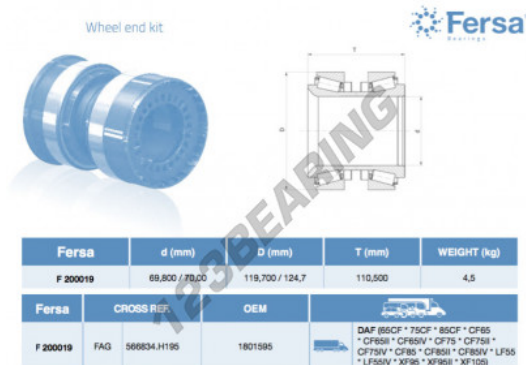 Wheel end kit
Fersa
Bearings
T
D
d
123BEARING
Fersa d (mm) D (mm) T (mm) WEIGHT (kg)
F 200019 69,800 / 70,00 119,700 / 124,7 110,500 4,5
Fersa CROSS REF. OEM
F 200019 FAG 566834.H195 1801595
DAF (65CF * 75CF * 85CF * CF65
* CF65II * CF65IV * CF75 * CF75II *
CF75IV * CF85 * CF85II * CF85IV * LF55
* LF55IV * XF95 * XF95II * XF105)